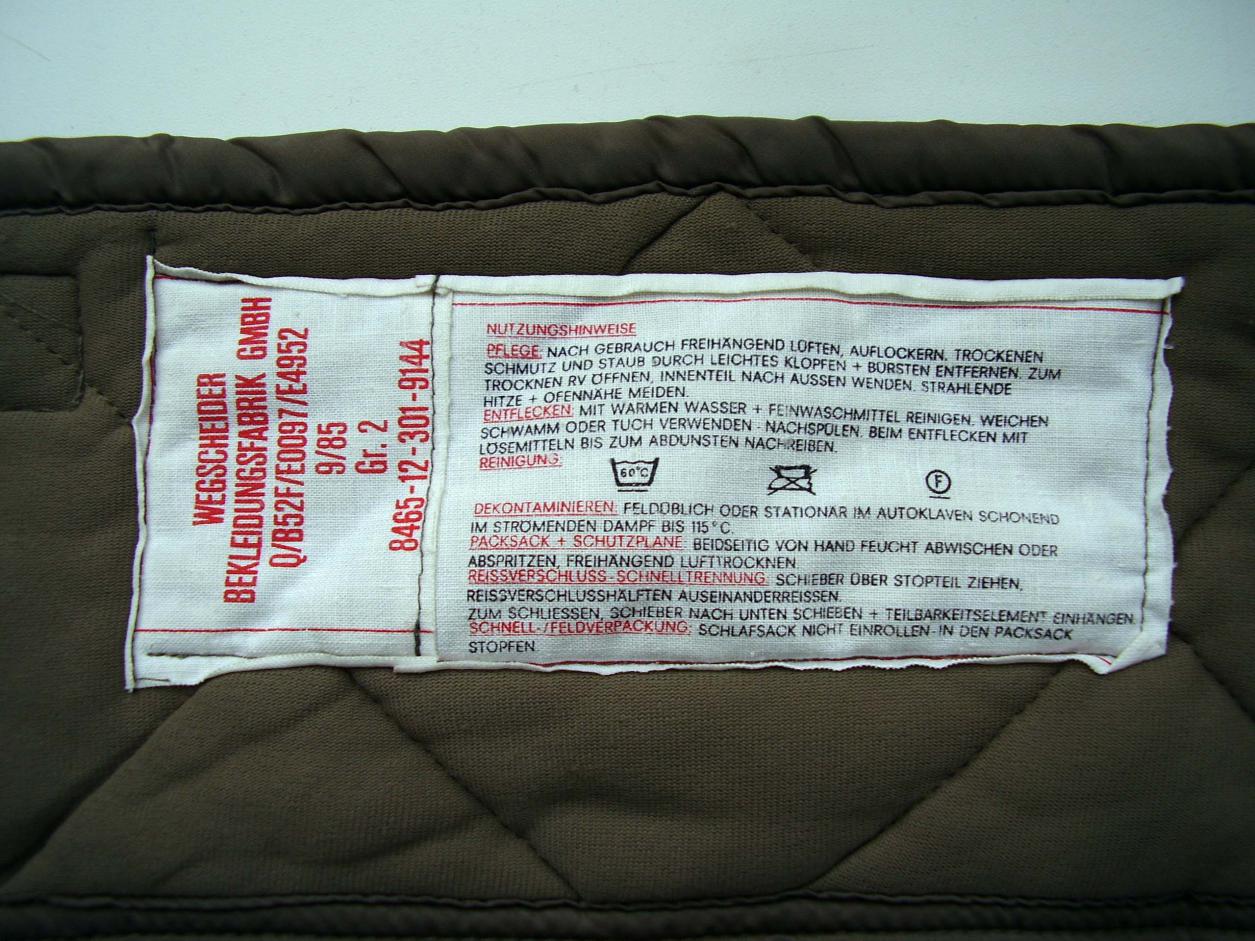 WEGSCHEIDER
BEKLEIDUNGSFABRIK GMBH
Q/B52F/E0097/E4952
9/85
Gr. 2
8465-12-301-9144
NUTZUNGSHINWEISE
PFLEGE: NACH GEBRAUCH FREIHÄNGEND LÜFTEN, AUFLOCKERN. TROCKENEN
SCHMUTZ UND STAUB DURCH LEICHTES KLOPFEN + BÜRSTEN ENTFERNEN. ZUM
TROCKNEN RV ÖFFNEN, INNENTEIL NACH AUSSEN WENDEN. STRAHLENDE
HITZE + OFENNÄHE MEIDEN.
ENTFLECKEN: MIT WARMEN WASSER + FEINWASCHMITTEL REINIGEN. WEICHEN
SCHWAMM ODER TUCH VERWENDEN - NACHSPÜLEN. BEIM ENTFLECKEN MIT
LÖSEMITTELN BIS ZUM ABDUNSTEN NACHREIBEN.
REINIGUNG:
60°C F
DEKONTAMINIEREN: FELDÜBLICH ODER STATIONÄR IM AUTOKLAVEN SCHONEND
IM STRÖMENDEN DAMPF BIS 115°C.
PACKSACK + SCHUTZPLANE: BEIDSEITIG VON HAND FEUCHT ABWISCHEN ODER
ABSPRITZEN, FREIHÄNGEND LUFTTROCKNEN.
REISSVERSCHLUSS-SCHNELLTRENNUNG: SCHIEBER ÜBER STOPTEIL ZIEHEN,
REISSVERSCHLUSSHÄLFTEN AUSEINANDERREISSEN.
ZUM SCHLIESSEN, SCHIEBER NACH UNTEN SCHIEBEN + TEILBARKEITSELEMENT EINHÄNGEN.
SCHNELL-/FELDVERPACKUNG: SCHLAFSACK NICHT EINROLLEN-IN DEN PACKSACK
STOPFEN.